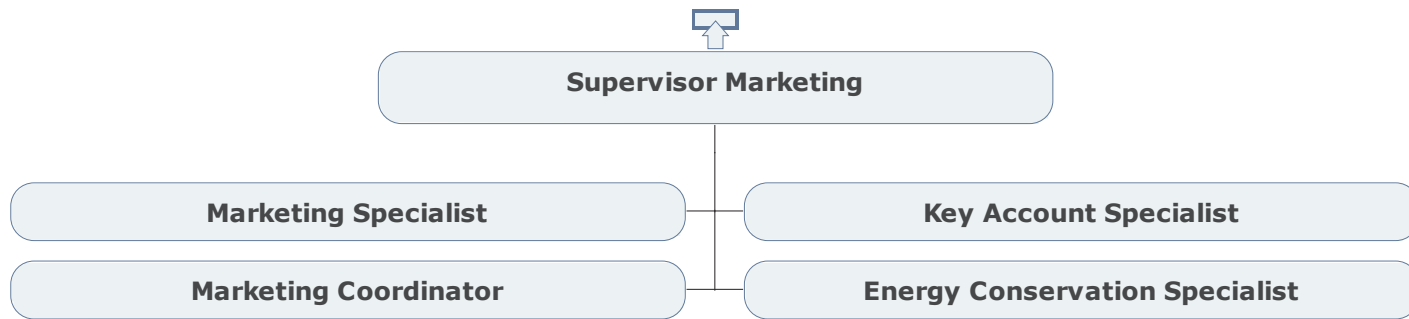 Supervisor Marketing
Marketing Specialist
Key Account Specialist
Marketing Coordinator
Energy Conservation Specialist